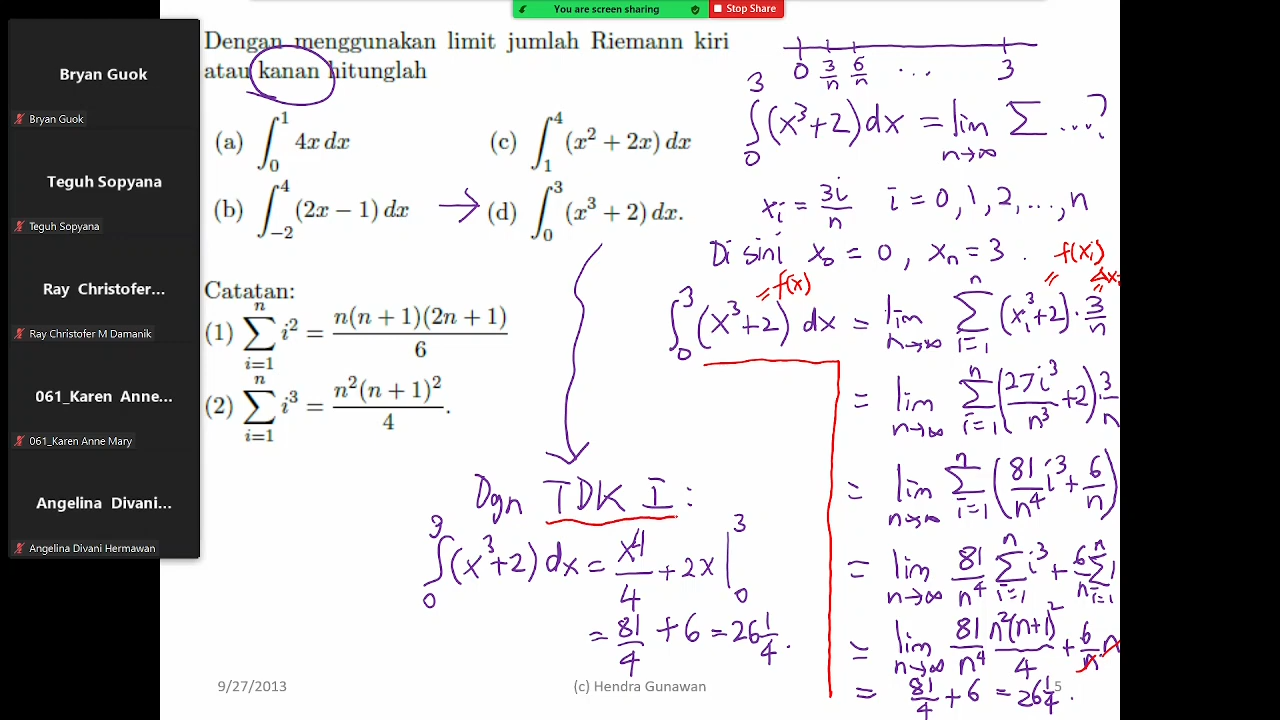 You are screen sharing
Stop Share
Bryan Guok
Bryan Guok
Teguh Sopyana
Teguh Sopyana
Ray Christofer...
Ray Christofer M Damanik
061_Karen Anne...
061_Karen Anne Mary
Angelina Divani...
Angelina Divani Hermawan
Dengan menggunakan limit jumlah Riemann kiri
atau kanan hitunglah
(a) ∫₀¹ 4x dx
(b) ∫₋₂⁴ (2x − 1) dx
(c) ∫₁⁴ (x² + 2x) dx
→ (d) ∫₀³ (x³ + 2) dx.
Catatan:
(1) ∑ᵢ₌₁ⁿ i² = n(n + 1)(2n + 1)/6
(2) ∑ᵢ₌₁ⁿ i³ = n²(n + 1)²/4.
Dgn TDK I:
∫₀³ (x³+2) dx = x⁴/4 + 2x |₀³
= 81/4 + 6 = 26 1/4.
0 3/n 6/n ... 3
∫₀³ (x³+2) dx = lim n→∞ ∑ ...?
xᵢ = 3i/n i = 0, 1, 2, ..., n
Di sini x₀ = 0, xₙ = 3.
= f(x)
f(xᵢ) =
∫₀³ (x³+2) dx = lim n→∞ ∑ᵢ₌₁ⁿ (xᵢ³+2) · 3/n
= lim n→∞ ∑ᵢ₌₁ⁿ (27i³/n³ + 2) 3/n
= lim n→∞ ∑ᵢ₌₁ⁿ (81/n⁴ i³ + 6/n)
= lim n→∞ 81/n⁴ ∑ᵢ₌₁ⁿ i³ + 6/n ∑ᵢ₌₁ⁿ 1
= lim n→∞ 81/n⁴ n²(n+1)²/4 + 6/n n
= 81/4 + 6 = 26 1/4.
9/27/2013
(c) Hendra Gunawan
5